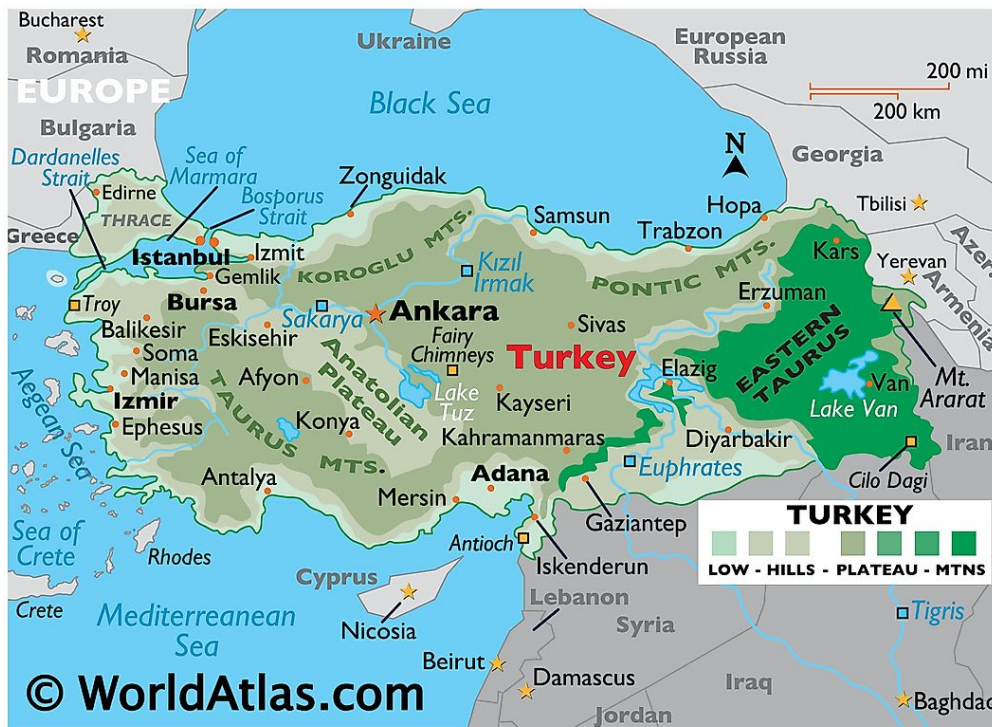 Bucharest
Romania
Ukraine
European
Russia
200 mi
200 km
EUROPE
Bulgaria
Black Sea
N
Georgia
Dardanelles
Strait
Sea of
Marmara
Bosporus
Strait
Zonguidak
Edirne
THRACE
Samsun
Hopa
Trabzon
Tbilisi
Greece
Istanbul
Izmit
Gemlik
KOROGLU MTS.
Kızıl
Irmak
PONTIC MTS.
Kars
Yerevan
Azer
Armenia
Troy
Bursa
Sakarya
Ankara
Erzuman
Balikesir
Eskisehir
Fairy
Chimneys
Sivas
Soma
Turkey
EASTERN
TAURUS
Manisa
Afyon
Anatolian
Plateau
Elazig
Mt.
Ararat
Aegean Sea
Izmir
TAURUS MTS.
Lake
Tuz
Kayseri
Van
Lake Van
Ephesus
Konya
Kahramanmaras
Diyarbakir
Iran
Antalya
Mersin
Adana
Euphrates
Cilo Dagi
Sea of
Crete
Rhodes
Antioch
Gaziantep
Iskenderun
TURKEY
LOW - HILLS - PLATEAU - MTNS
Crete
Cyprus
Nicosia
Mediterreanean
Sea
Lebanon
Syria
Tigris
Beirut
Damascus
Iraq
Baghdad
Jordan
© WorldAtlas.com